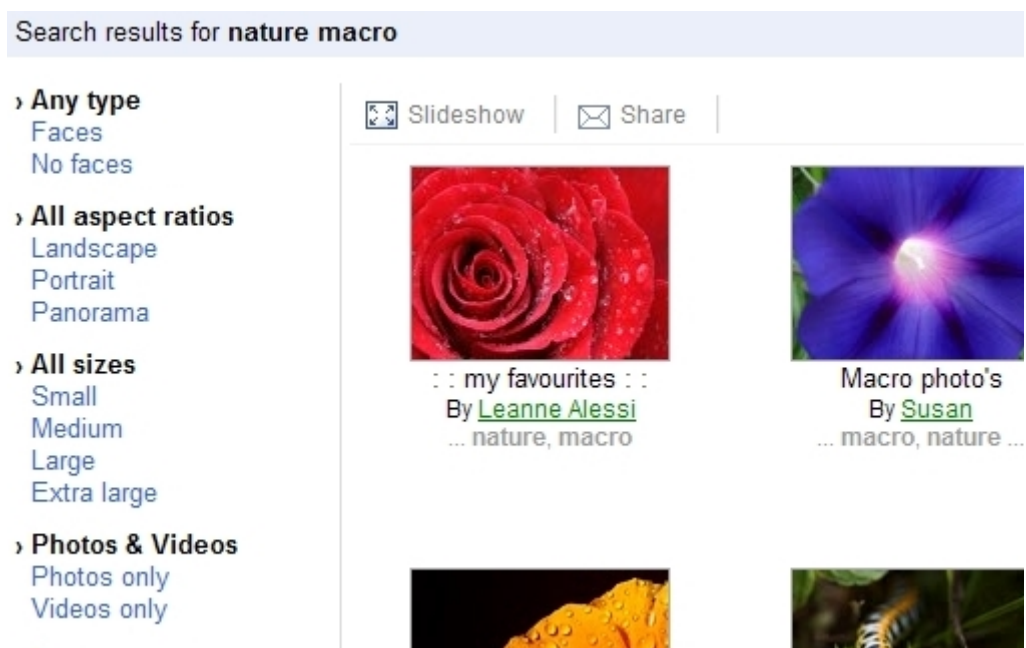 Search results for nature macro
› Any type
Faces
No faces
› All aspect ratios
Landscape
Portrait
Panorama
› All sizes
Small
Medium
Large
Extra large
› Photos & Videos
Photos only
Videos only
Slideshow
Share
: : my favourites : :
By Leanne Alessi
... nature, macro
Macro photo's
By Susan
... macro, nature ...